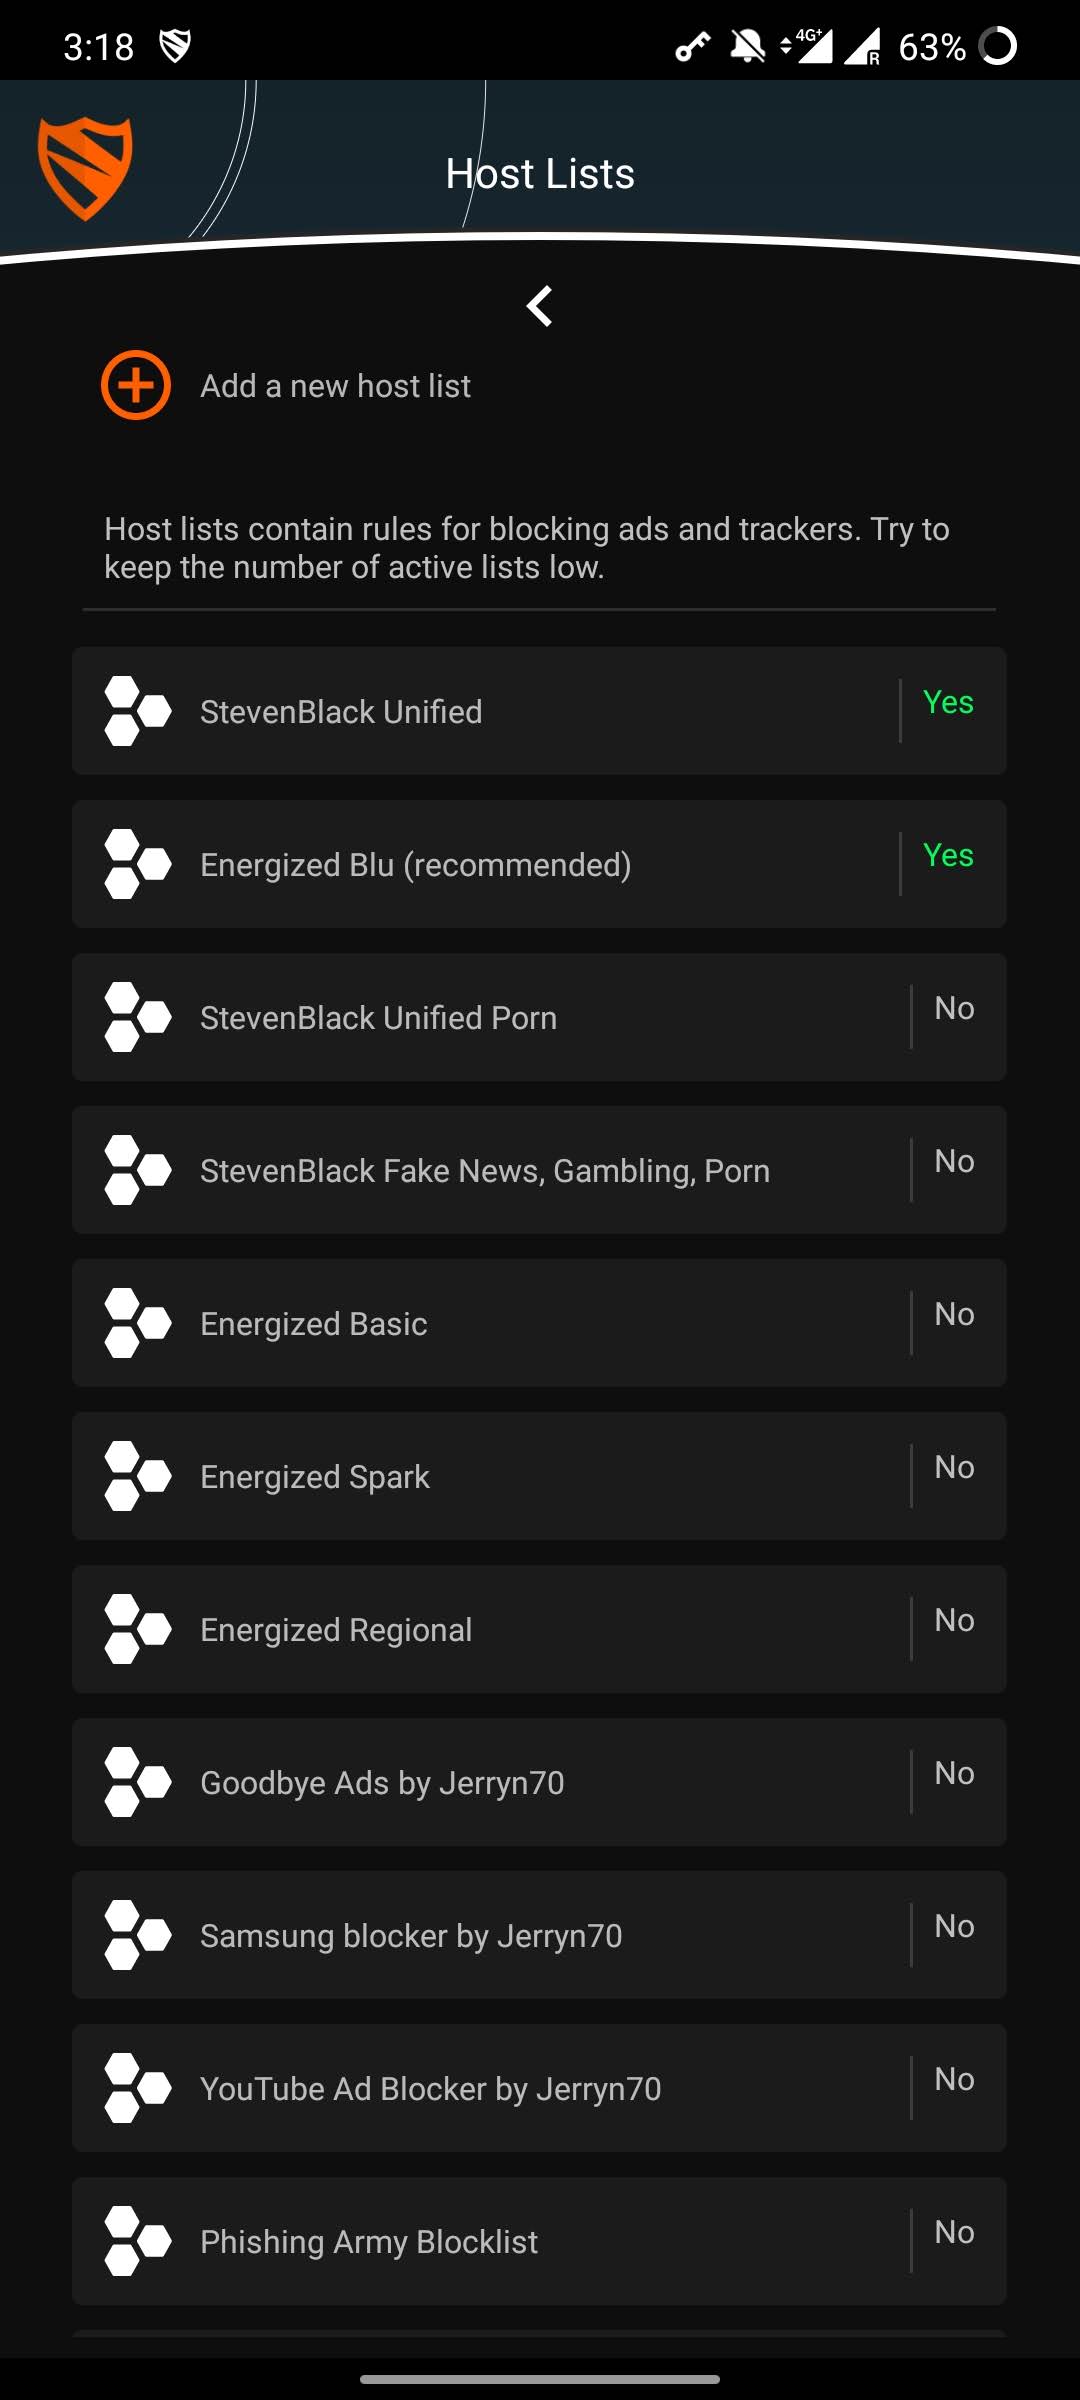 3:18
4G+
R
63%
Host Lists
Add a new host list
Host lists contain rules for blocking ads and trackers. Try to
keep the number of active lists low.
StevenBlack Unified
Yes
Energized Blu (recommended)
Yes
StevenBlack Unified Porn
No
StevenBlack Fake News, Gambling, Porn
No
Energized Basic
No
Energized Spark
No
Energized Regional
No
Goodbye Ads by Jerryn70
No
Samsung blocker by Jerryn70
No
YouTube Ad Blocker by Jerryn70
No
Phishing Army Blocklist
No